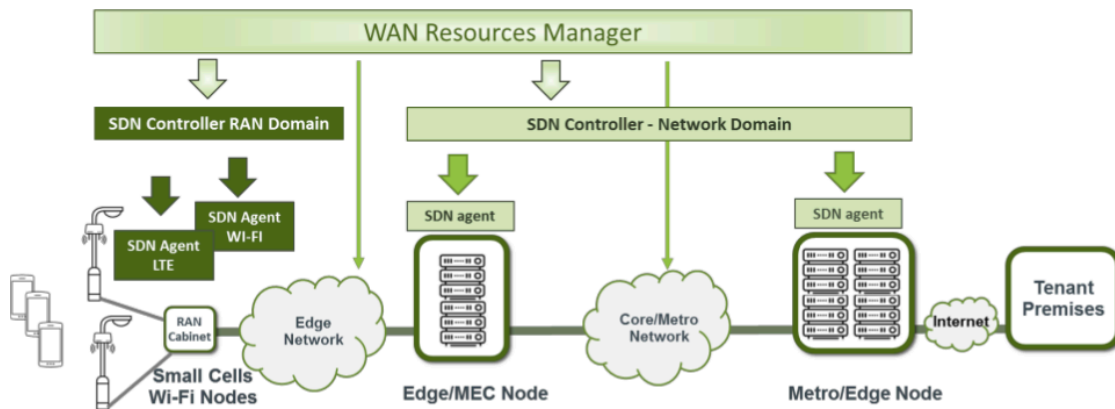 WAN Resources Manager
SDN Controller RAN Domain
SDN Controller - Network Domain
SDN Agent
WI-FI
SDN Agent
LTE
SDN agent
SDN agent
RAN
Cabinet
Edge
Network
Core/Metro
Network
Internet
Tenant
Premises
Small Cells
Wi-Fi Nodes
Edge/MEC Node
Metro/Edge Node